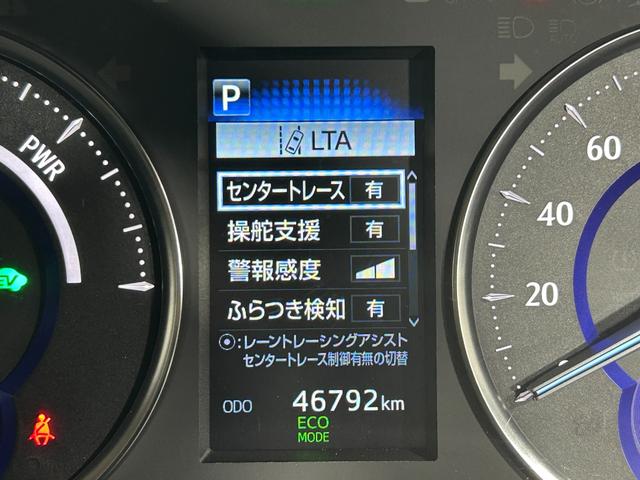 P
LTA
センタートレース 有
操舵支援 有
警報感度
ふらつき検知 有
:レーントレーシングアシスト
センタートレース制御有無の切替
ODO 46792km
ECO
MODE
PWR
EV
60
40
20